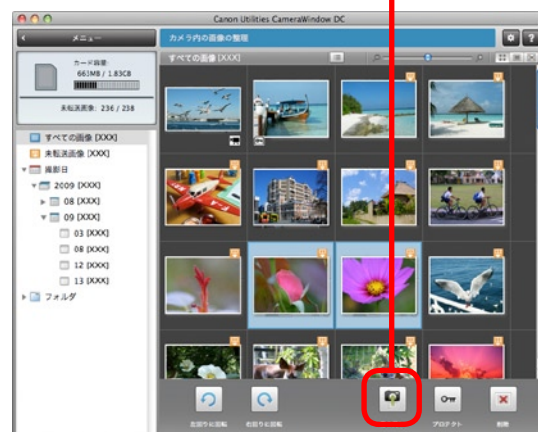 Canon Utilities CameraWindow DC
メニュー
カメラ内の画像の整理
?
カード容量:
661MB / 1.83GB
未転送画像: 236 / 238
すべての画像 [XXX]
すべての画像 [XXX]
未転送画像 [XXX]
撮影日
2009 [XXX]
08 [XXX]
09 [XXX]
03 [XXX]
08 [XXX]
12 [XXX]
13 [XXX]
フォルダ
左回りに回転
右回りに回転
プロテクト
削除